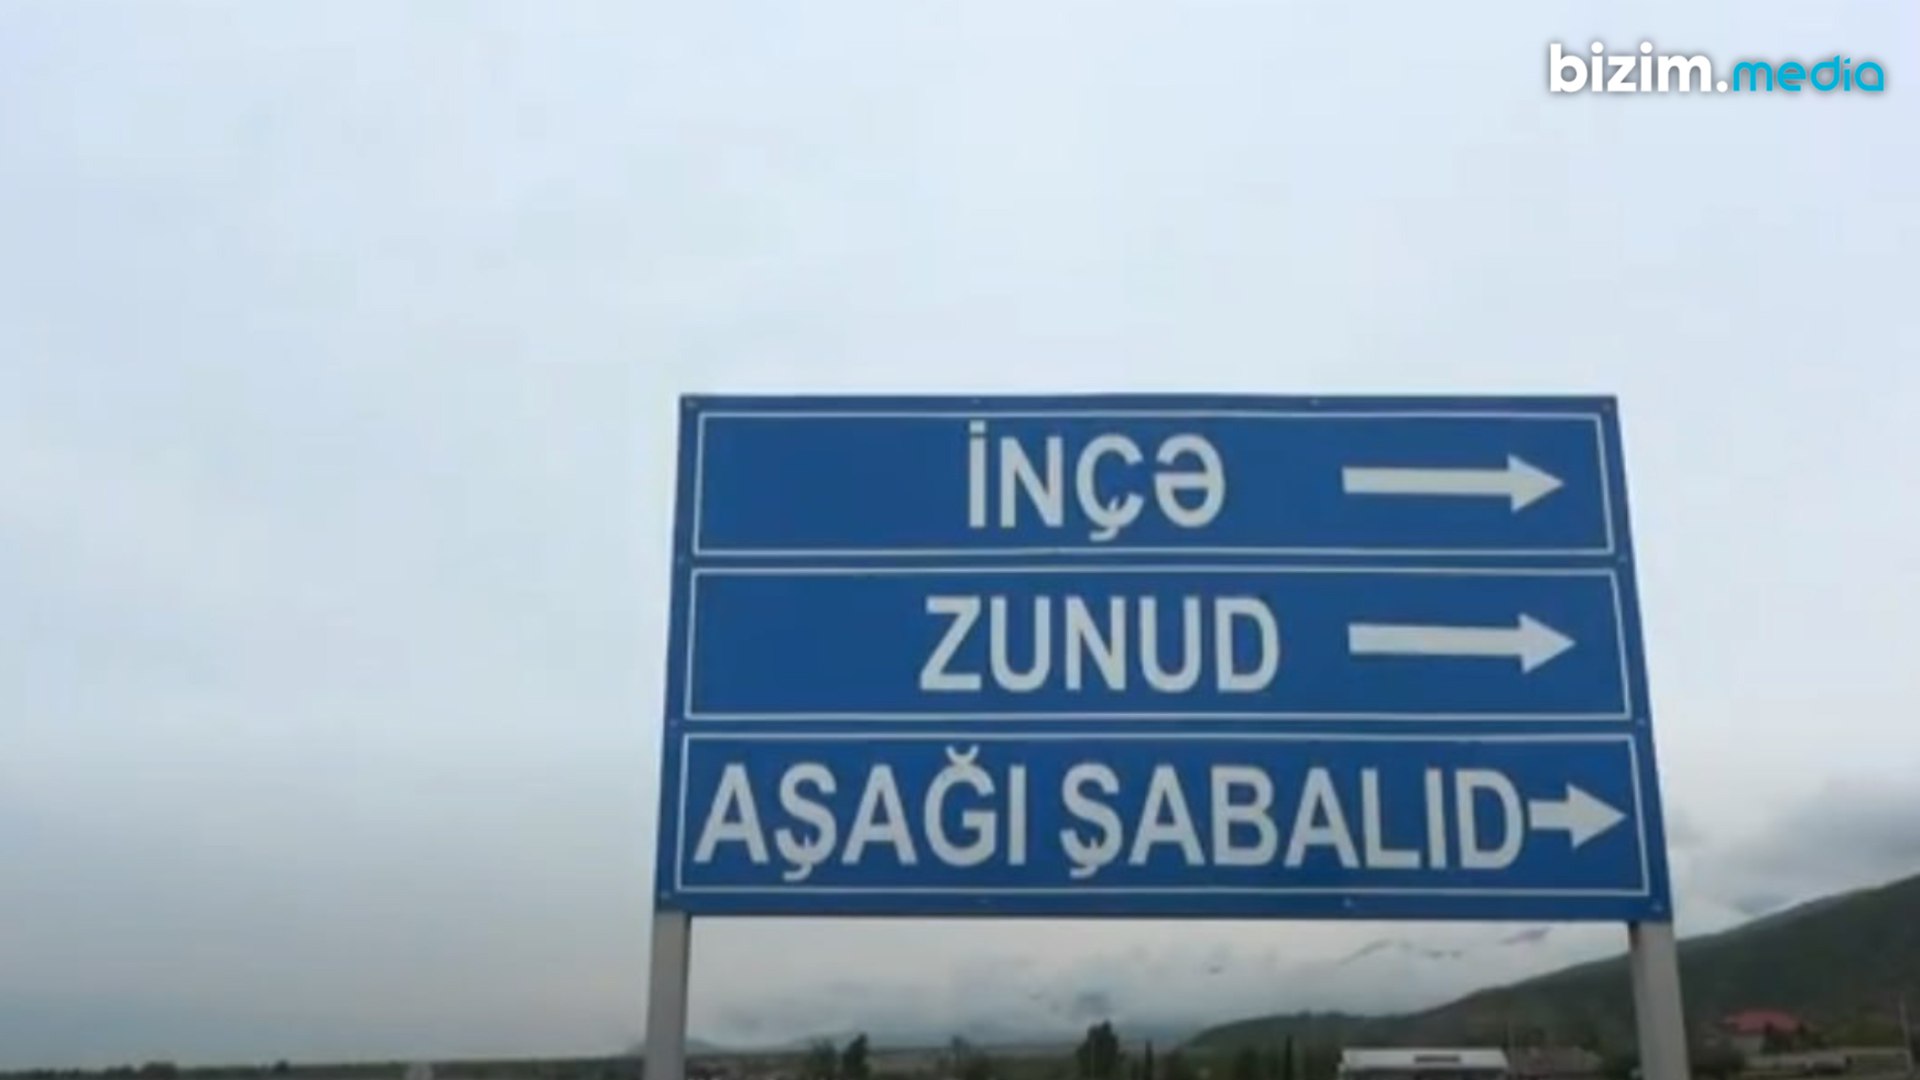 bizim.media
İNÇƏ
ZUNUD
AŞAĞI ŞABALID